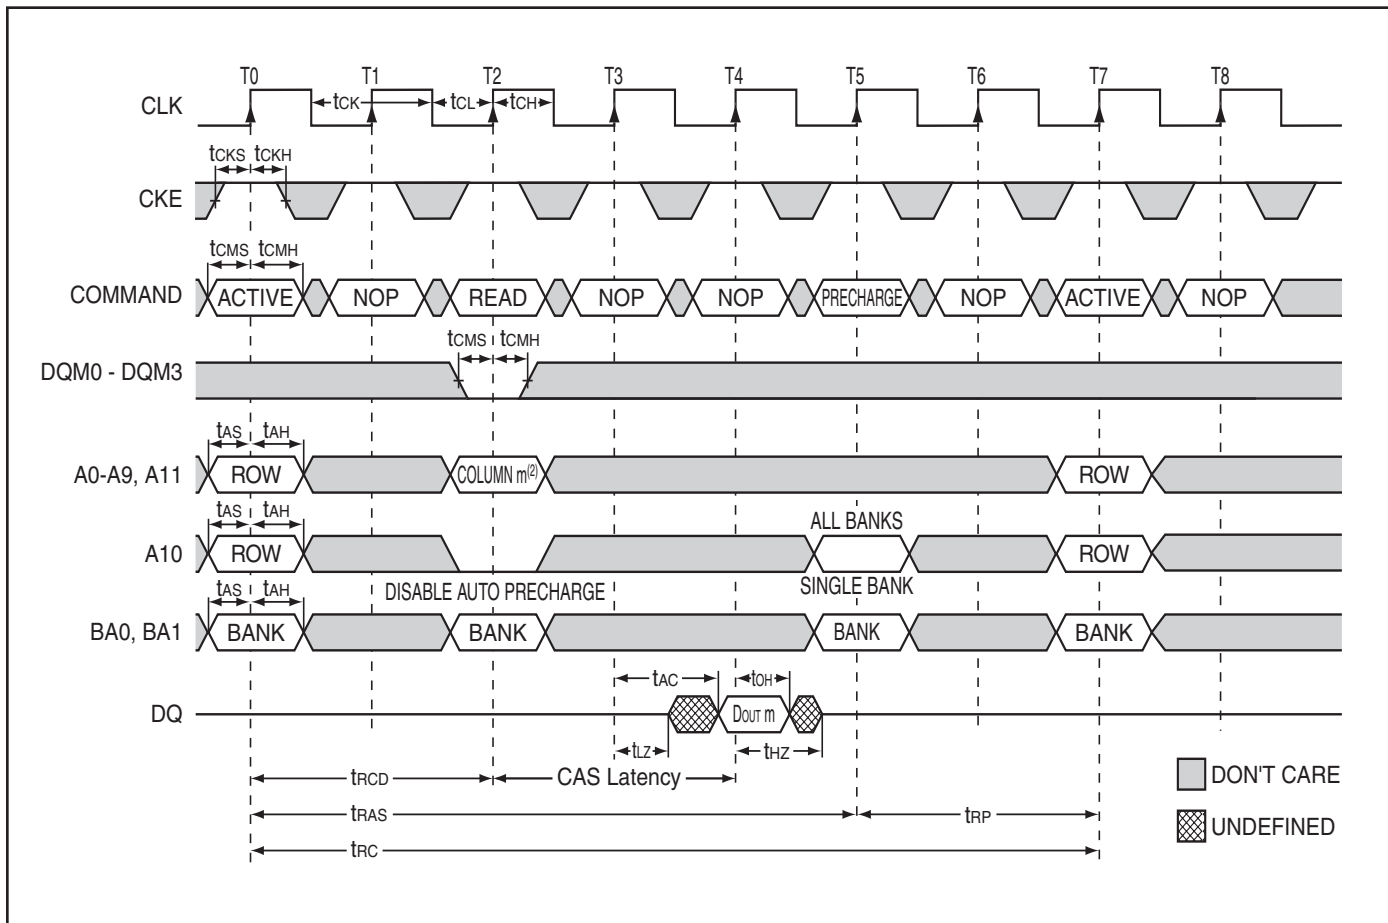 T0 T1 T2 T3 T4 T5 T6 T7 T8
CLK
tCK tCL tCH
tCKS tCKH
CKE
tCMS tCMH
COMMAND ACTIVE NOP READ NOP NOP PRECHARGE NOP ACTIVE NOP
tCMS tCMH
DQM0 - DQM3
tAS tAH
A0-A9, A11 ROW COLUMN m(2) ROW
tAS tAH
ALL BANKS
A10 ROW ROW
DISABLE AUTO PRECHARGE SINGLE BANK
tAS tAH
BA0, BA1 BANK BANK BANK BANK
tAC tOH
DQ DOUT m
tLZ tHZ
tRCD CAS Latency
DON'T CARE
tRAS tRP
UNDEFINED
tRC